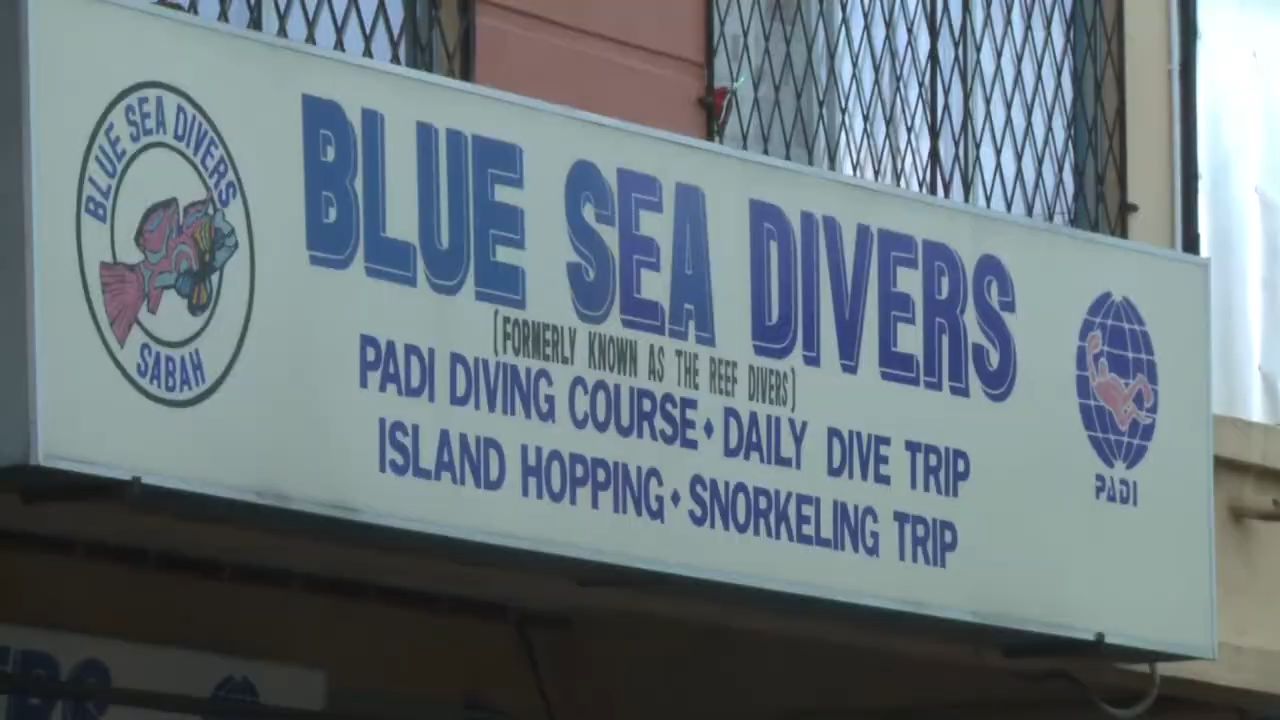 BLUE SEA DIVERS
SABAH
BLUE SEA DIVERS
(FORMERLY KNOWN AS THE REEF DIVERS)
PADI DIVING COURSE • DAILY DIVE TRIP
ISLAND HOPPING • SNORKELING TRIP
PADI